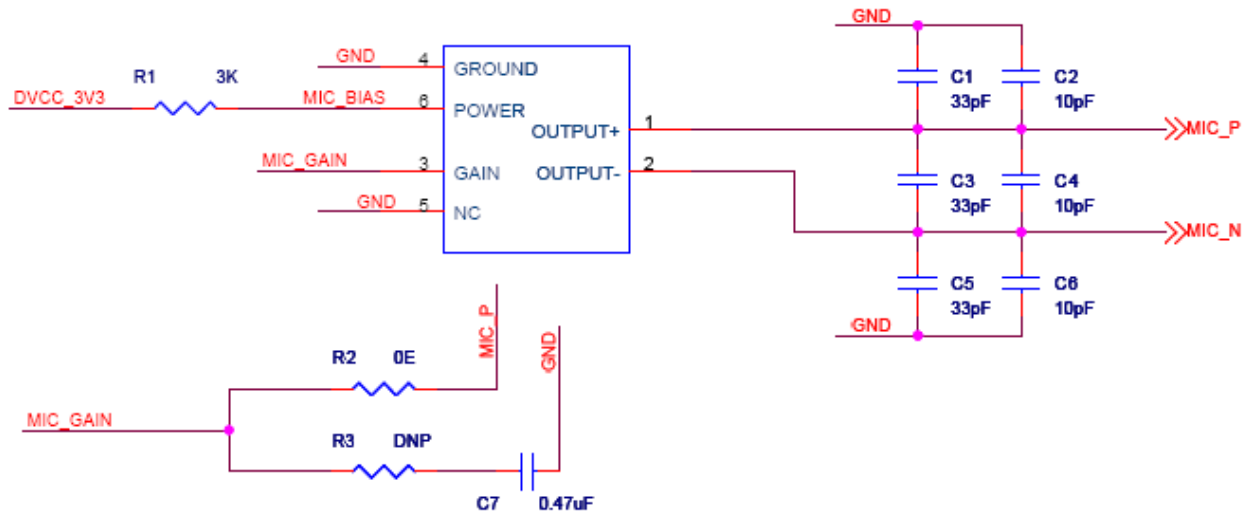 GND
GND 4 GROUND
R1 3K
DVCC_3V3 MIC_BIAS 6 POWER
OUTPUT+ 1 MIC_P
MIC_GAIN 3 GAIN OUTPUT- 2
GND 5 NC
C1 33pF
C2 10pF
C3 33pF
C4 10pF
MIC_N
C5 33pF
C6 10pF
GND
MIC_P
GND
R2 0E
MIC_GAIN
R3 DNP
C7 0.47uF